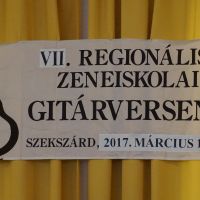 VII. REGIONÁLIS
ZENEISKOLAI
GITÁRVERSEN
SZEKSZÁRD, 2017. MÁRCIUS 1